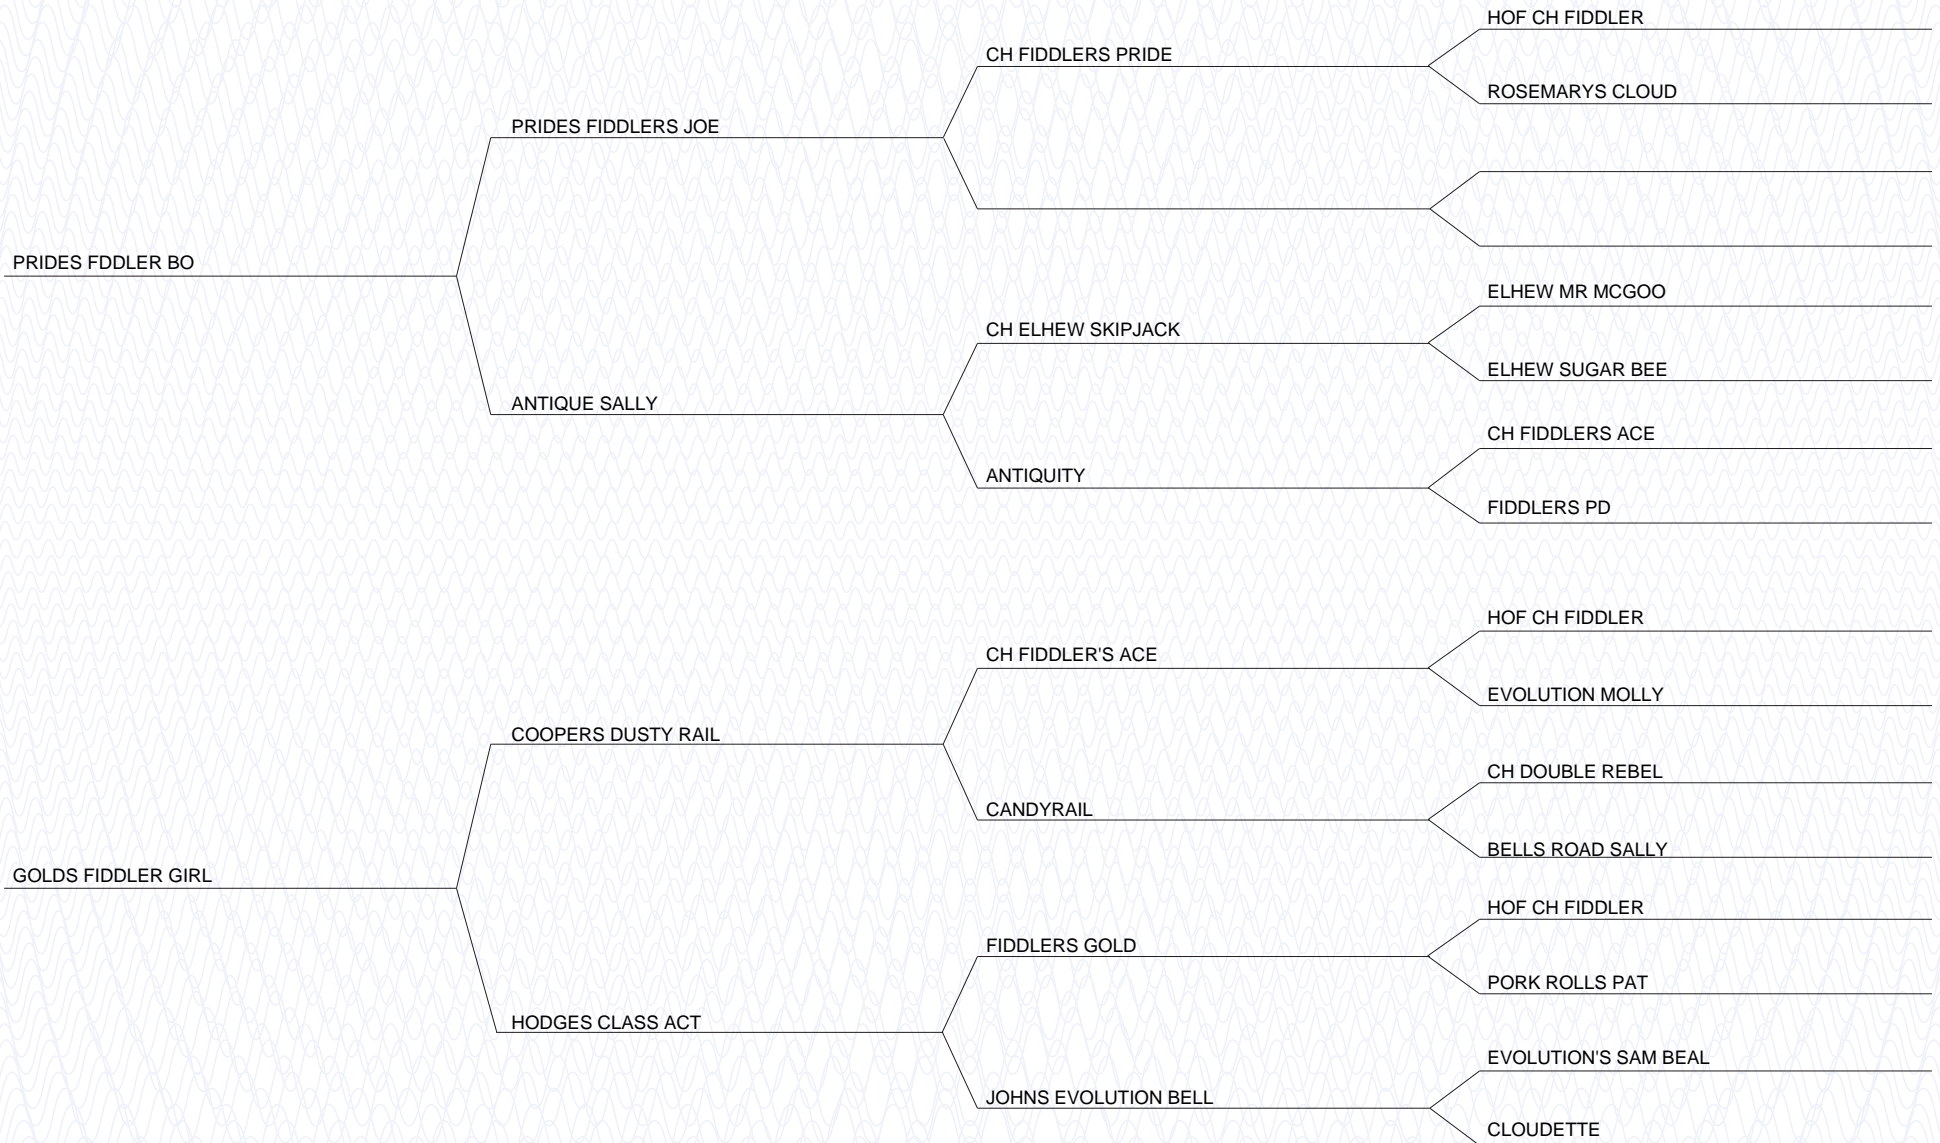 HOF CH FIDDLER
CH FIDDLERS PRIDE
ROSEMARYS CLOUD
PRIDES FIDDLERS JOE
PRIDES FDDLER BO
ELHEW MR MCGOO
CH ELHEW SKIPJACK
ELHEW SUGAR BEE
ANTIQUE SALLY
CH FIDDLERS ACE
ANTIQUITY
FIDDLERS PD
HOF CH FIDDLER
CH FIDDLER'S ACE
EVOLUTION MOLLY
COOPERS DUSTY RAIL
CH DOUBLE REBEL
CANDYRAIL
BELLS ROAD SALLY
GOLDS FIDDLER GIRL
HOF CH FIDDLER
FIDDLERS GOLD
PORK ROLLS PAT
HODGES CLASS ACT
EVOLUTION'S SAM BEAL
JOHNS EVOLUTION BELL
CLOUDETTE